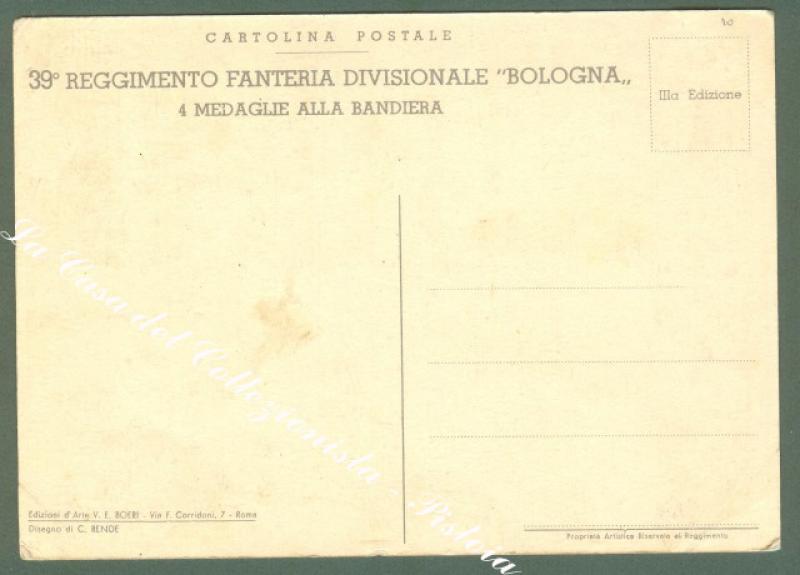 20
CARTOLINA POSTALE
39° REGGIMENTO FANTERIA DIVISIONALE "BOLOGNA„
4 MEDAGLIE ALLA BANDIERA
IIIa Edizione
La Casa del Collezionista - Pistoia
Edizioni d'Arte V. E. BOERI - Via F. Corridoni, 7 - Roma
Disegno di C. RENDE
Proprietà Artistica Riservata al Reggimento